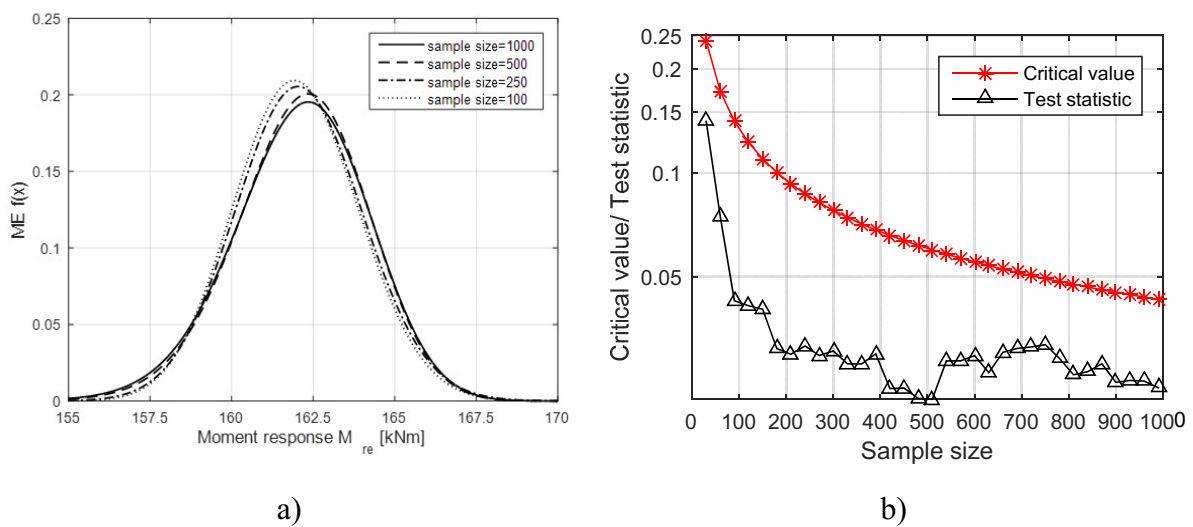 a)
0.25
0.2
0.15
0.1
0.05
0
ME f(x)
sample size=1000
sample size=500
sample size=250
sample size=100
155
157.5
160
162.5
165
167.5
170
Moment response M re [kNm]
a)
b)
0.25
0.2
0.15
0.1
0.05
Critical value/ Test statistic
Critical value
Test statistic
0
100
200
300
400
500
600
700
800
900
1000
Sample size
b)